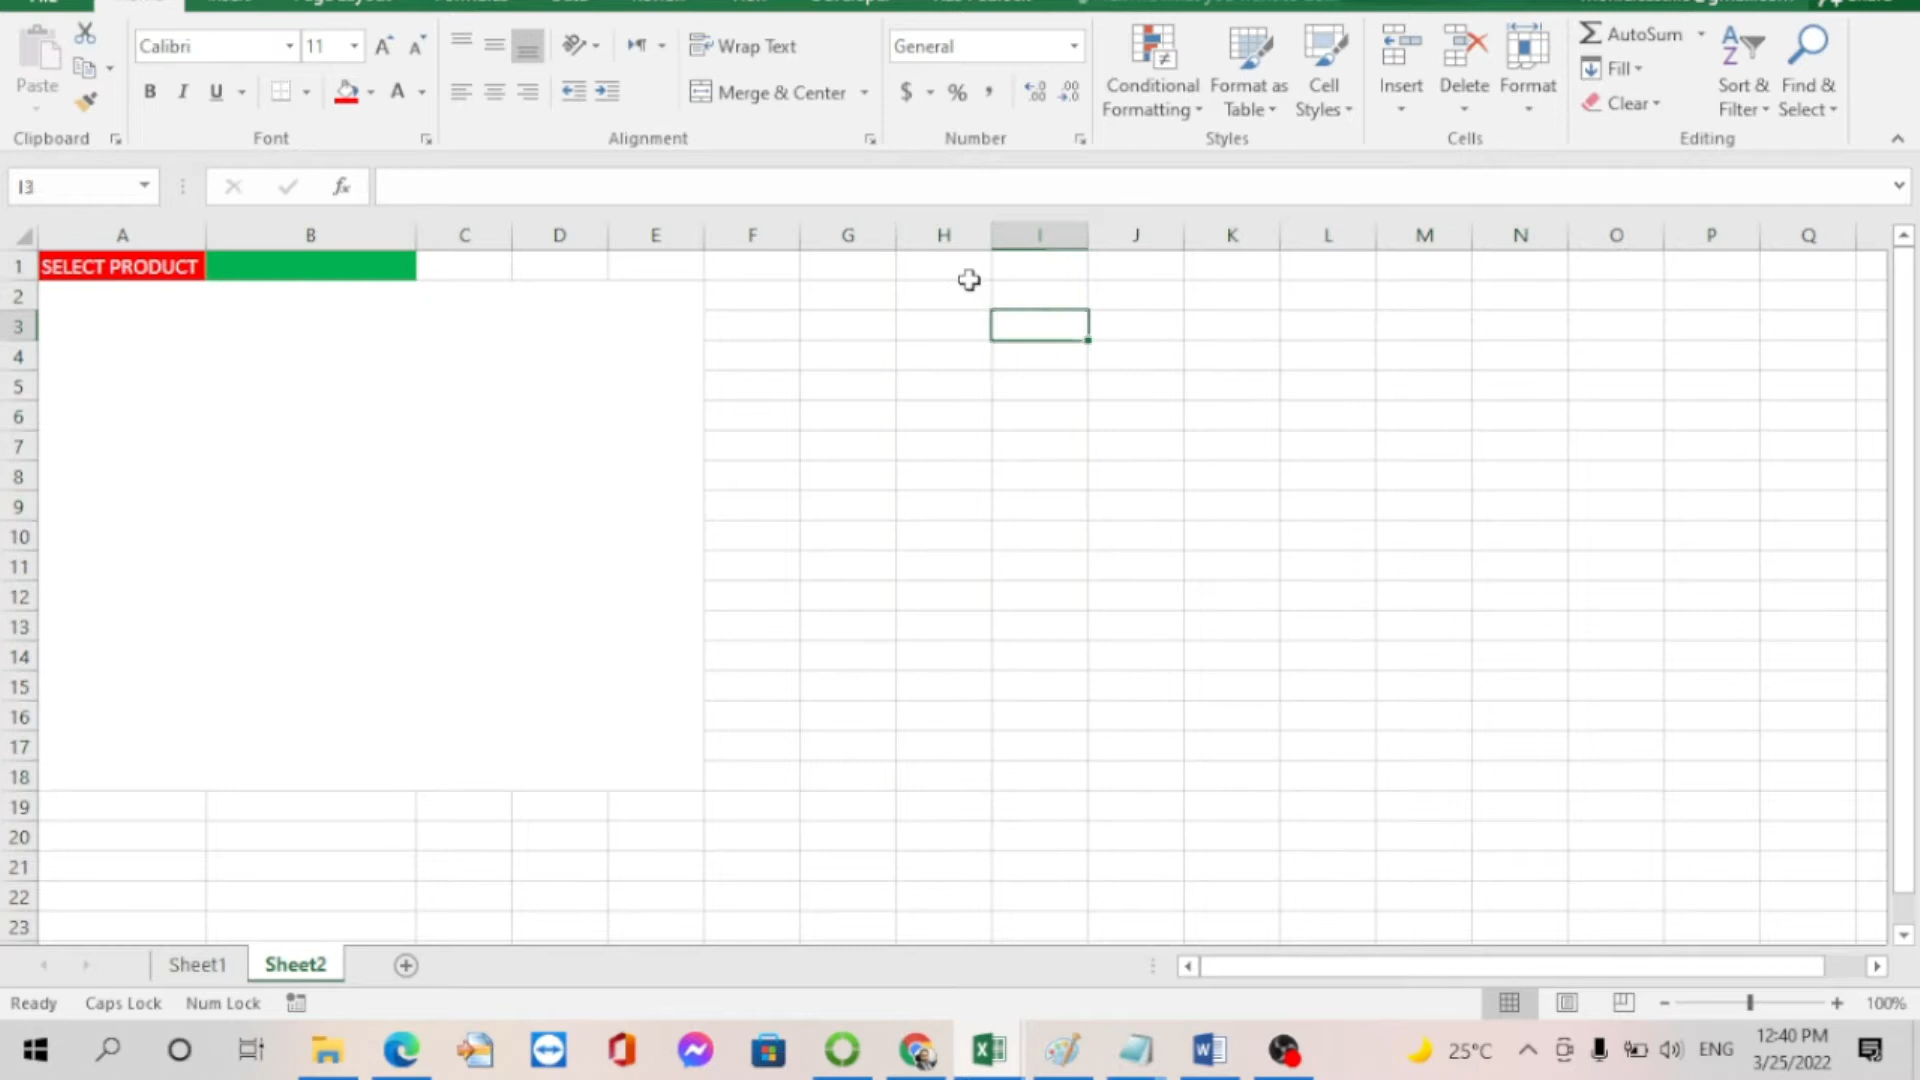 Calibri
11
Wrap Text
General
AutoSum
Paste
B I U
A
Merge & Center
$ % ,
Conditional Formatting
Format as Table
Cell Styles
Insert
Delete
Format
Fill
Clear
Sort & Filter
Find & Select
Clipboard
Font
Alignment
Number
Styles
Cells
Editing
I3
fx
A B C D E F G H I J K L M N O P Q
1 SELECT PRODUCT
2
3
4
5
6
7
8
9
10
11
12
13
14
15
16
17
18
19
20
21
22
23
Sheet1 Sheet2
Ready Caps Lock Num Lock
100%
25°C ENG
12:40 PM
3/25/2022